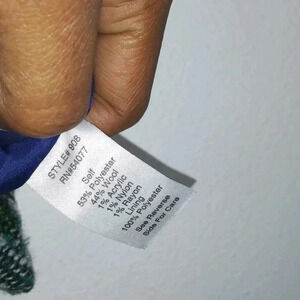 STYLE# 908
RN#54077
Self
53% Polyester
44% Wool
1% Acrylic
1% Nylon
1% Rayon
Lining
100% Polyester
See Reverse
Side For Care